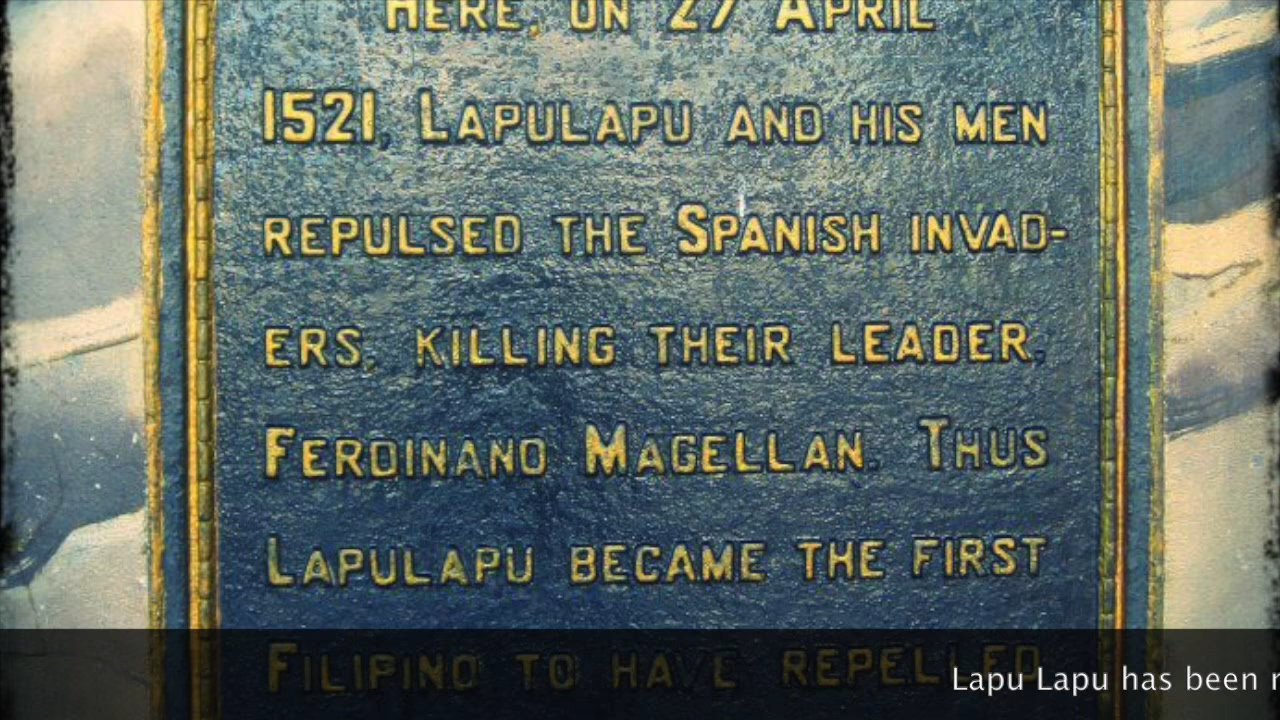 HERE, ON 27 APRIL
1521, LAPULAPU AND HIS MEN
REPULSED THE SPANISH INVAD-
ERS, KILLING THEIR LEADER,
FERDINAND MAGELLAN. THUS
LAPULAPU BECAME THE FIRST
FILIPINO TO HAVE REPELLED
Lapu Lapu has been